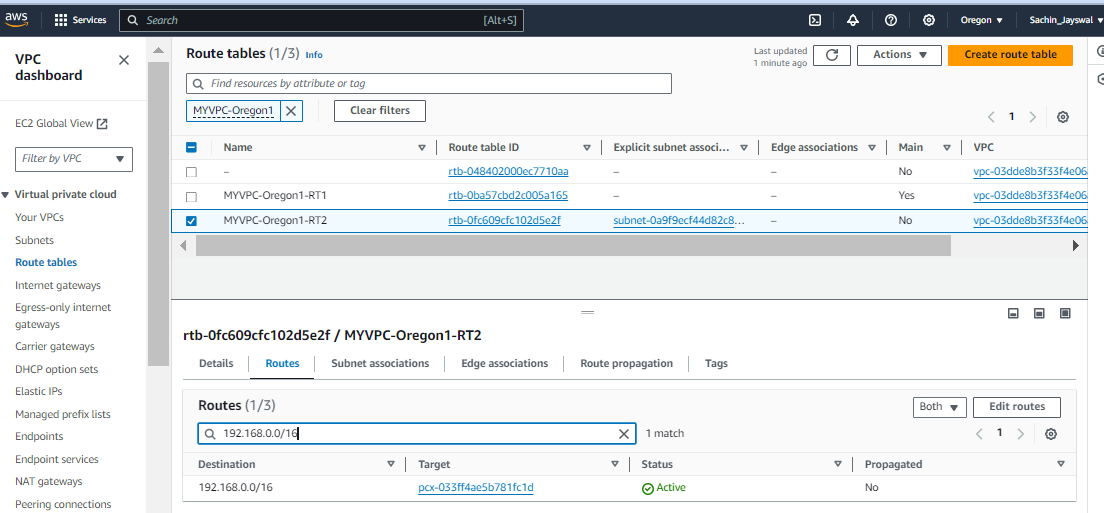 aws Services Search [Alt+S] Oregon Sachin_Jayswal
VPC
dashboard
EC2 Global View
Filter by VPC
Virtual private cloud
Your VPCs
Subnets
Route tables
Internet gateways
Egress-only internet
gateways
Carrier gateways
DHCP option sets
Elastic IPs
Managed prefix lists
Endpoints
Endpoint services
NAT gateways
Peering connections
Route tables (1/3) Info
Last updated
1 minute ago
Actions
Create route table
Find resources by attribute or tag
MYVPC-Oregon1
Clear filters
1
Name Route table ID Explicit subnet associ... Edge associations Main VPC
– rtb-048402000ec7710aa – – No vpc-03dde8b3f33f4e06
MYVPC-Oregon1-RT1 rtb-0ba57cbd2c005a165 – – Yes vpc-03dde8b3f33f4e06
MYVPC-Oregon1-RT2 rtb-0fc609cfc102d5e2f subnet-0a9f9ecf44d82c8... – No vpc-03dde8b3f33f4e06
rtb-0fc609cfc102d5e2f / MYVPC-Oregon1-RT2
Details Routes Subnet associations Edge associations Route propagation Tags
Routes (1/3)
Both
Edit routes
192.168.0.0/16
1 match
1
Destination Target Status Propagated
192.168.0.0/16 pcx-033ff4ae5b781fc1d Active No